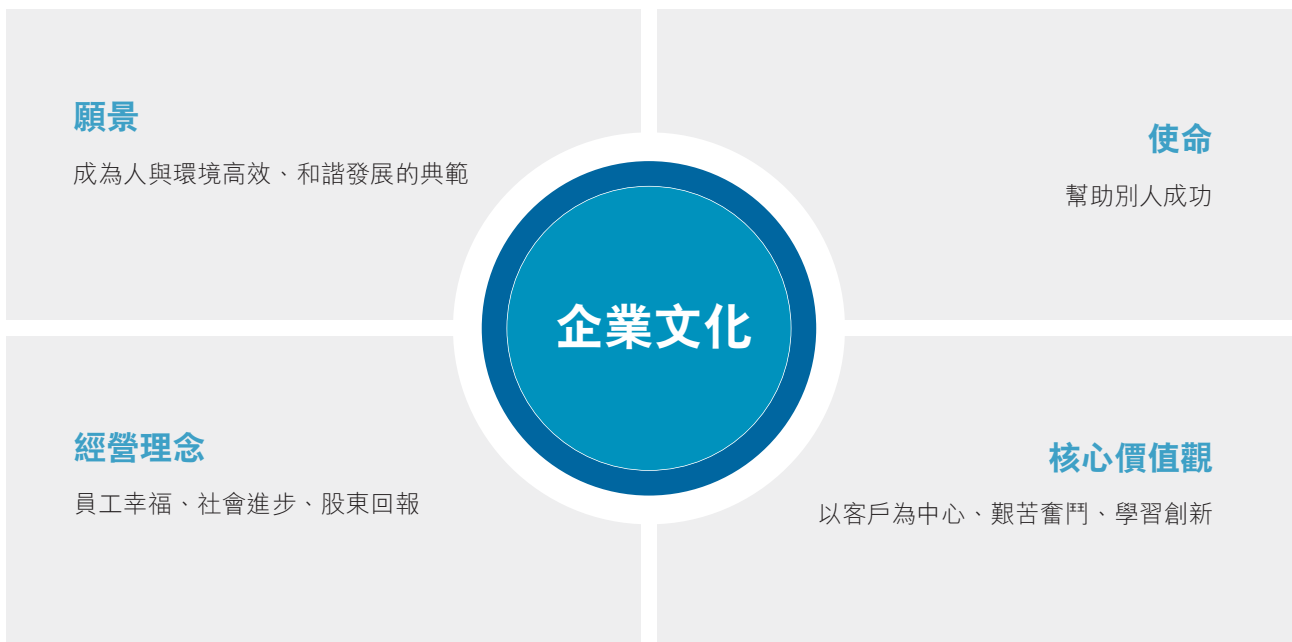 願景
成為人與環境高效、和諧發展的典範
使命
幫助別人成功
企業文化
經營理念
員工幸福、社會進步、股東回報
核心價值觀
以客戶為中心、艱苦奮鬥、學習創新